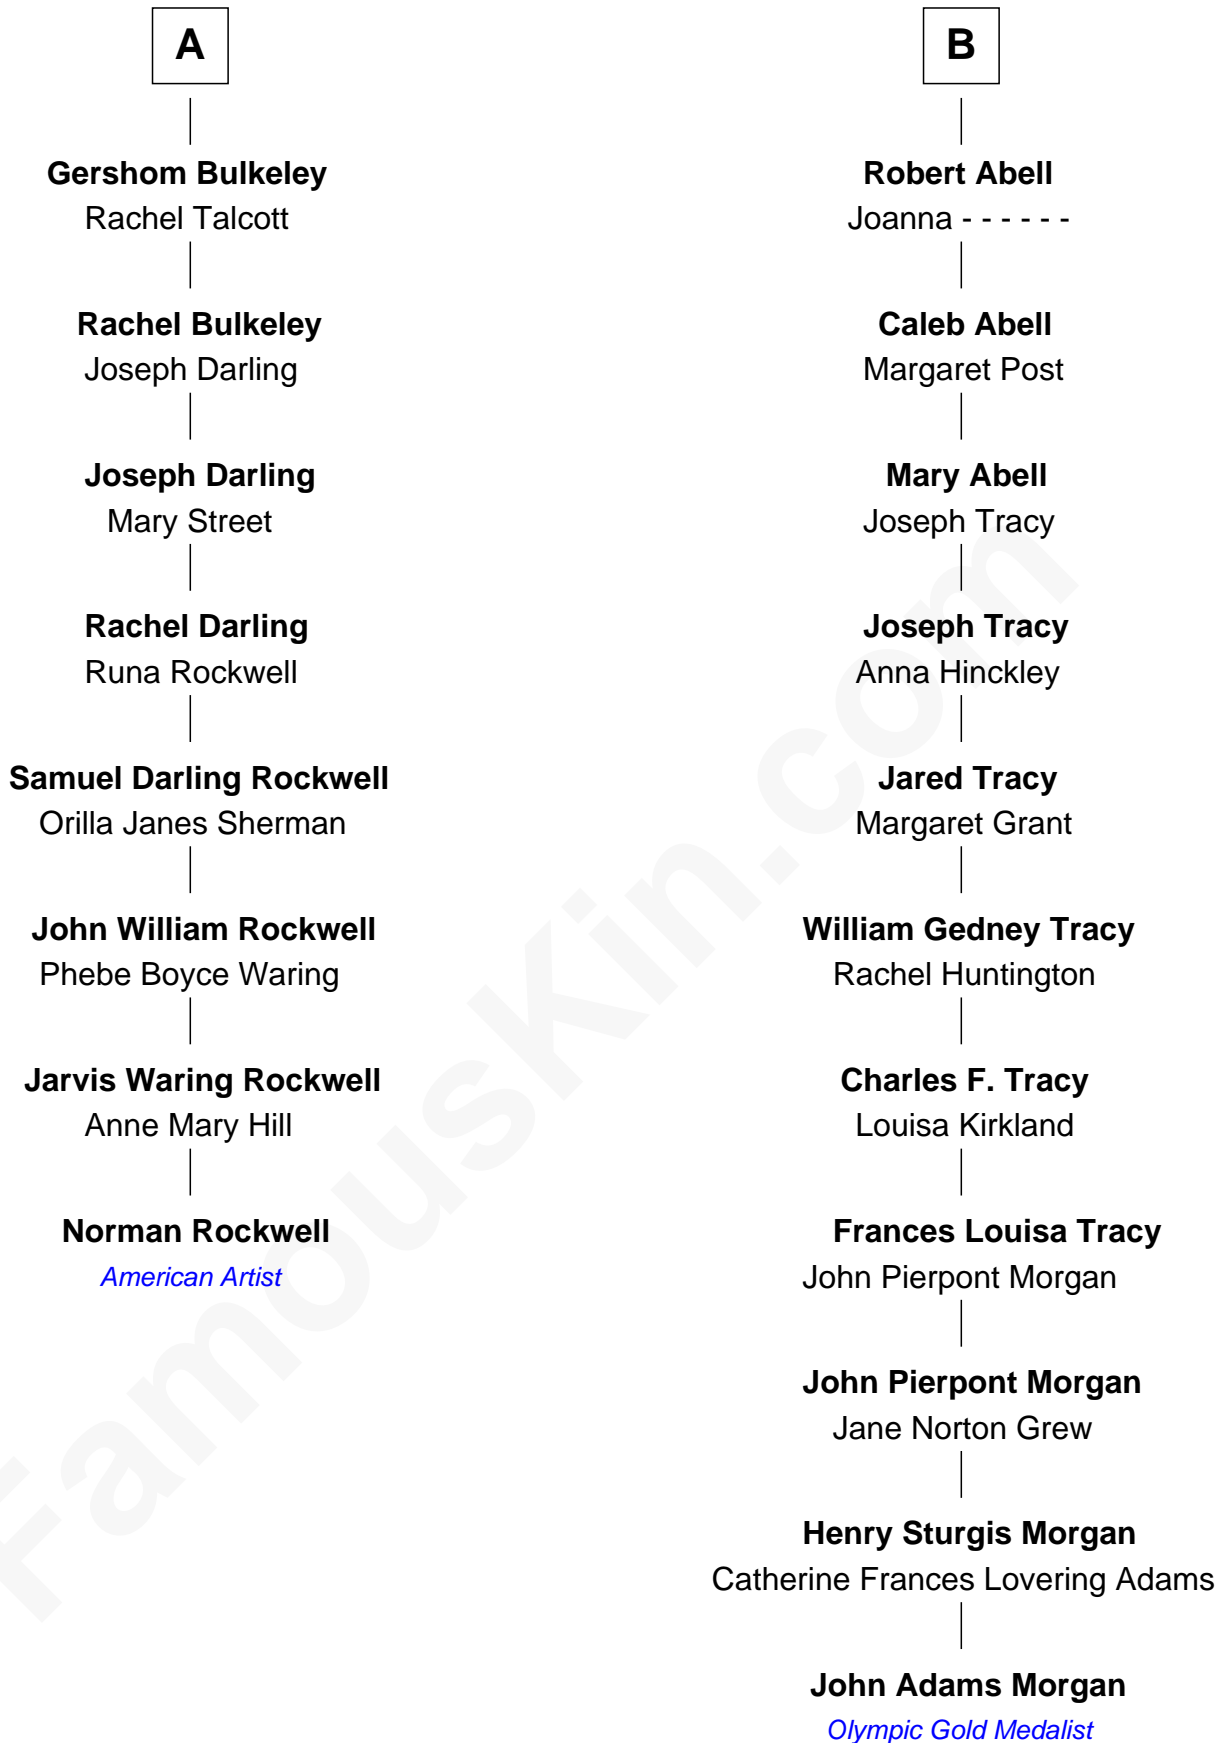 A
Gershom Bulkeley
Rachel Talcott
Rachel Bulkeley
Joseph Darling
Joseph Darling
Mary Street
Rachel Darling
Runa Rockwell
Samuel Darling Rockwell
Orilla Janes Sherman
John William Rockwell
Phebe Boyce Waring
Jarvis Waring Rockwell
Anne Mary Hill
Norman Rockwell
American Artist
B
Robert Abell
Joanna - - - - - -
Caleb Abell
Margaret Post
Mary Abell
Joseph Tracy
Joseph Tracy
Anna Hinckley
Jared Tracy
Margaret Grant
William Gedney Tracy
Rachel Huntington
Charles F. Tracy
Louisa Kirkland
Frances Louisa Tracy
John Pierpont Morgan
John Pierpont Morgan
Jane Norton Grew
Henry Sturgis Morgan
Catherine Frances Lovering Adams
John Adams Morgan
Olympic Gold Medalist
FamousKin.com